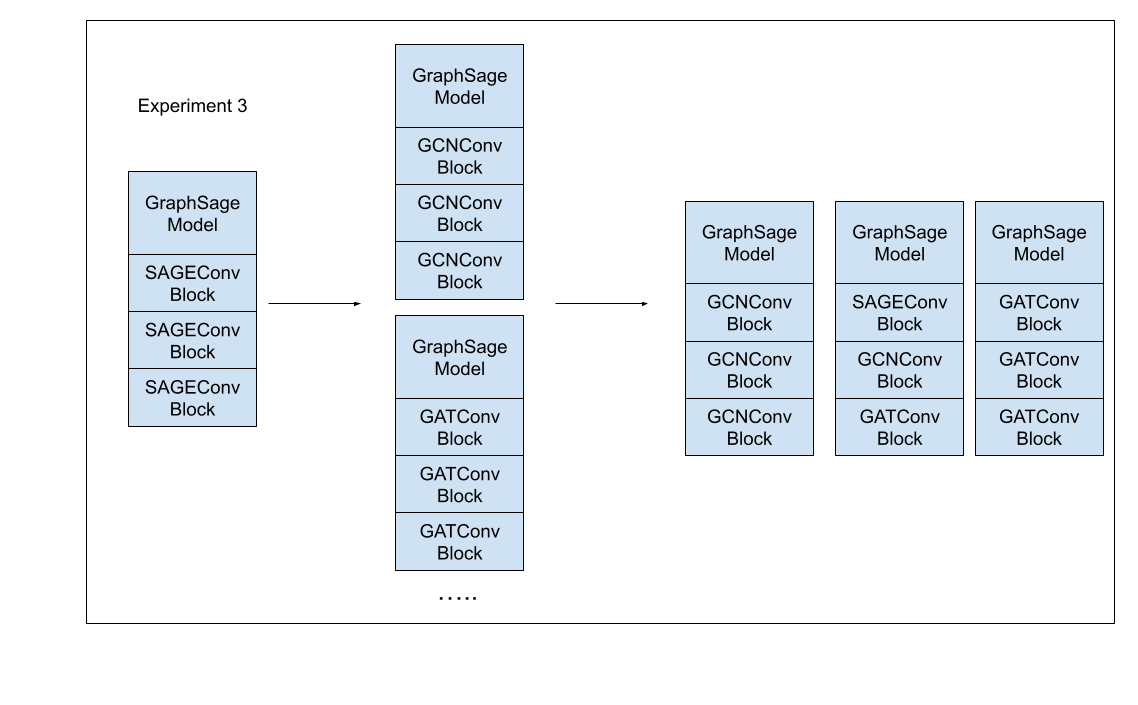 Experiment 3
GraphSage
Model
SAGEConv
Block
SAGEConv
Block
SAGEConv
Block
GraphSage
Model
GCNConv
Block
GCNConv
Block
GCNConv
Block
GraphSage
Model
GATConv
Block
GATConv
Block
GATConv
Block
.....
GraphSage
Model
GCNConv
Block
GCNConv
Block
GCNConv
Block
GraphSage
Model
SAGEConv
Block
GCNConv
Block
GATConv
Block
GraphSage
Model
GATConv
Block
GATConv
Block
GATConv
Block